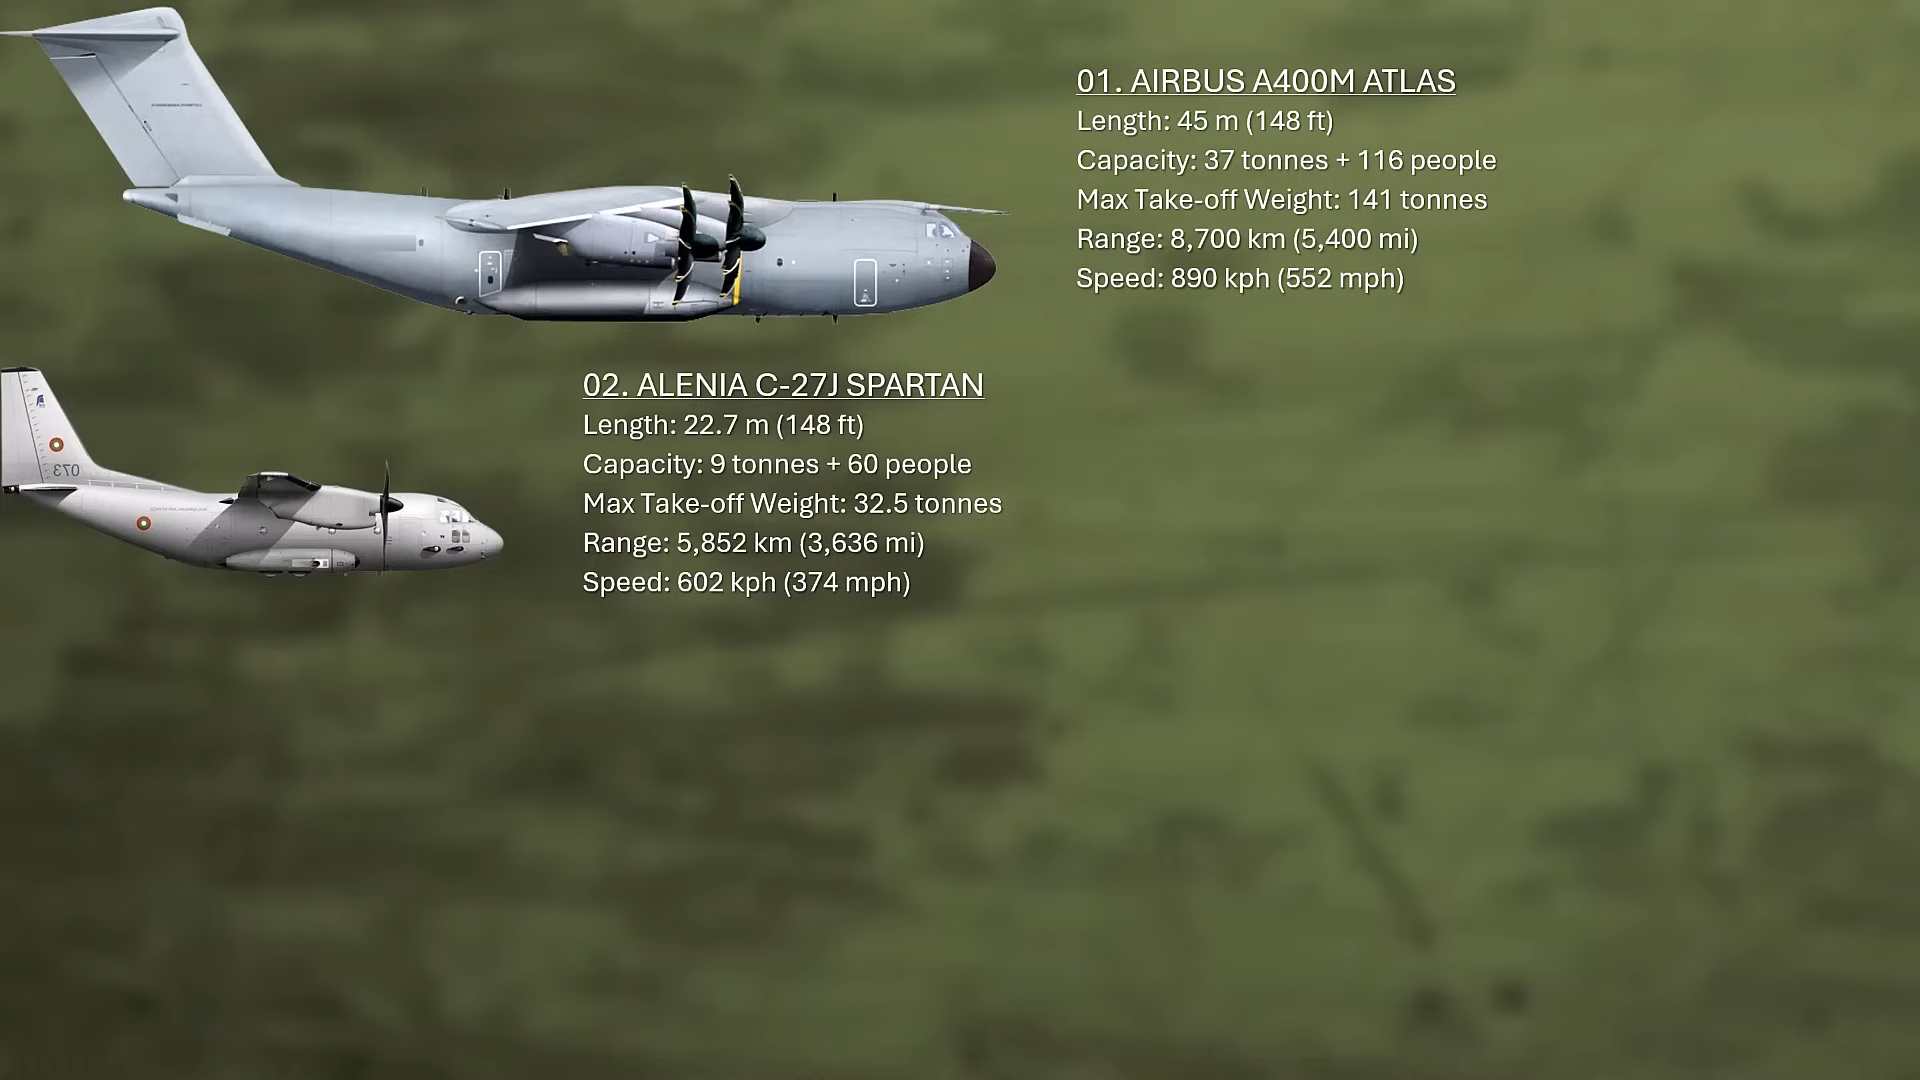 01. AIRBUS A400M ATLAS
Length: 45 m (148 ft)
Capacity: 37 tonnes + 116 people
Max Take-off Weight: 141 tonnes
Range: 8,700 km (5,400 mi)
Speed: 890 kph (552 mph)
02. ALENIA C-27J SPARTAN
Length: 22.7 m (148 ft)
Capacity: 9 tonnes + 60 people
Max Take-off Weight: 32.5 tonnes
Range: 5,852 km (3,636 mi)
Speed: 602 kph (374 mph)
073